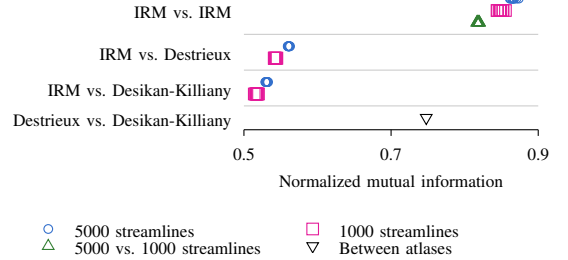 IRM vs. IRM
IRM vs. Destrieux
IRM vs. Desikan-Killiany
Destrieux vs. Desikan-Killiany
0.5 0.7 0.9
Normalized mutual information
5000 streamlines 1000 streamlines
5000 vs. 1000 streamlines Between atlases